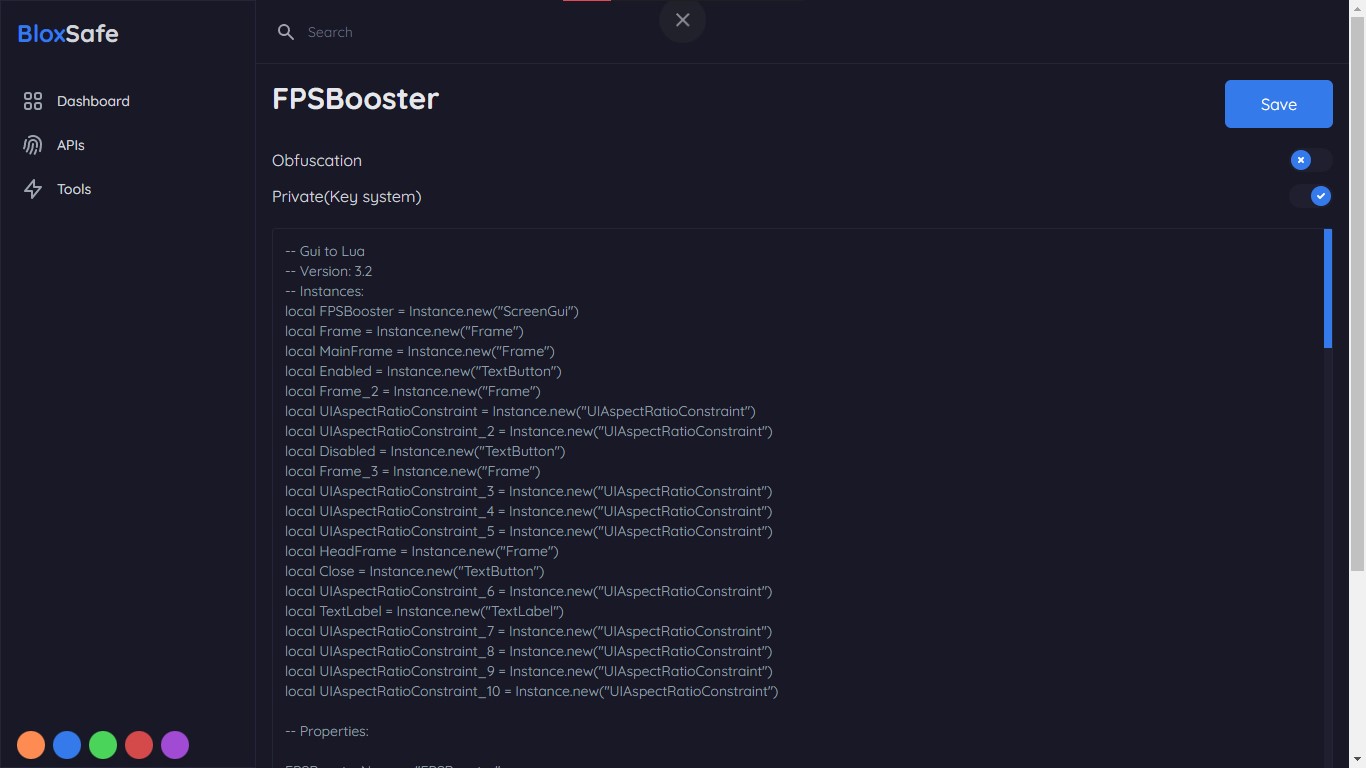 BloxSafe
Search
Dashboard
APIs
Tools
FPSBooster
Save
Obfuscation
Private(Key system)
-- Gui to Lua
-- Version: 3.2
-- Instances:
local FPSBooster = Instance.new("ScreenGui")
local Frame = Instance.new("Frame")
local MainFrame = Instance.new("Frame")
local Enabled = Instance.new("TextButton")
local Frame_2 = Instance.new("Frame")
local UIAspectRatioConstraint = Instance.new("UIAspectRatioConstraint")
local UIAspectRatioConstraint_2 = Instance.new("UIAspectRatioConstraint")
local Disabled = Instance.new("TextButton")
local Frame_3 = Instance.new("Frame")
local UIAspectRatioConstraint_3 = Instance.new("UIAspectRatioConstraint")
local UIAspectRatioConstraint_4 = Instance.new("UIAspectRatioConstraint")
local UIAspectRatioConstraint_5 = Instance.new("UIAspectRatioConstraint")
local HeadFrame = Instance.new("Frame")
local Close = Instance.new("TextButton")
local UIAspectRatioConstraint_6 = Instance.new("UIAspectRatioConstraint")
local TextLabel = Instance.new("TextLabel")
local UIAspectRatioConstraint_7 = Instance.new("UIAspectRatioConstraint")
local UIAspectRatioConstraint_8 = Instance.new("UIAspectRatioConstraint")
local UIAspectRatioConstraint_9 = Instance.new("UIAspectRatioConstraint")
local UIAspectRatioConstraint_10 = Instance.new("UIAspectRatioConstraint")
-- Properties: